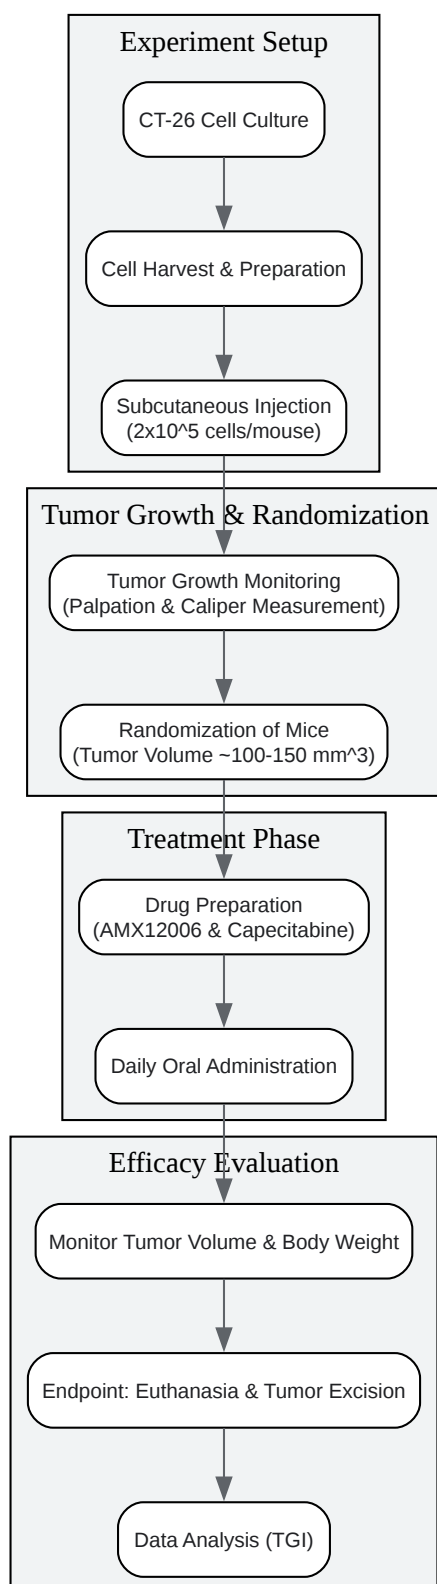 Experiment Setup
CT-26 Cell Culture
Cell Harvest & Preparation
Subcutaneous Injection
(2x10^5 cells/mouse)
Tumor Growth & Randomization
Tumor Growth Monitoring
(Palpation & Caliper Measurement)
Randomization of Mice
(Tumor Volume ~100-150 mm^3)
Treatment Phase
Drug Preparation
(AMX12006 & Capecitabine)
Daily Oral Administration
Efficacy Evaluation
Monitor Tumor Volume & Body Weight
Endpoint: Euthanasia & Tumor Excision
Data Analysis (TGI)